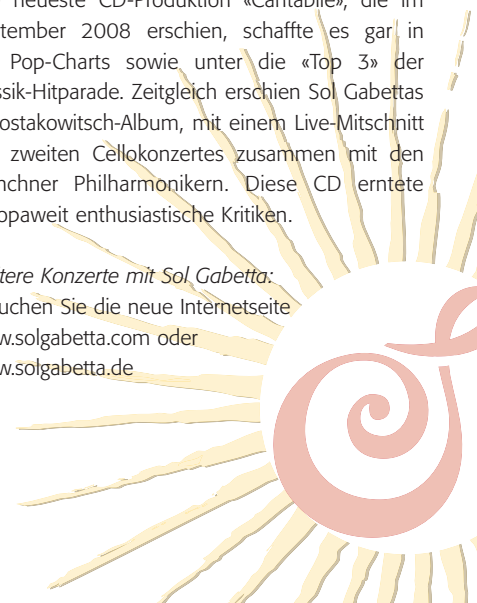 neueste CD-Produktion «Cantabile», die im
tember 2008 erschien, schaffte es gar in
Pop-Charts sowie unter die «Top 3» der
ssik-Hitparade. Zeitgleich erschien Sol Gabettas
ostakowitsch-Album, mit einem Live-Mitschnitt
zweiten Cellokonzertes zusammen mit den
nchner Philharmonikern. Diese CD erntete
opaweit enthusiastische Kritiken.
tere Konzerte mit Sol Gabetta:
uchen Sie die neue Internetseite
w.solgabetta.com oder
w.solgabetta.de